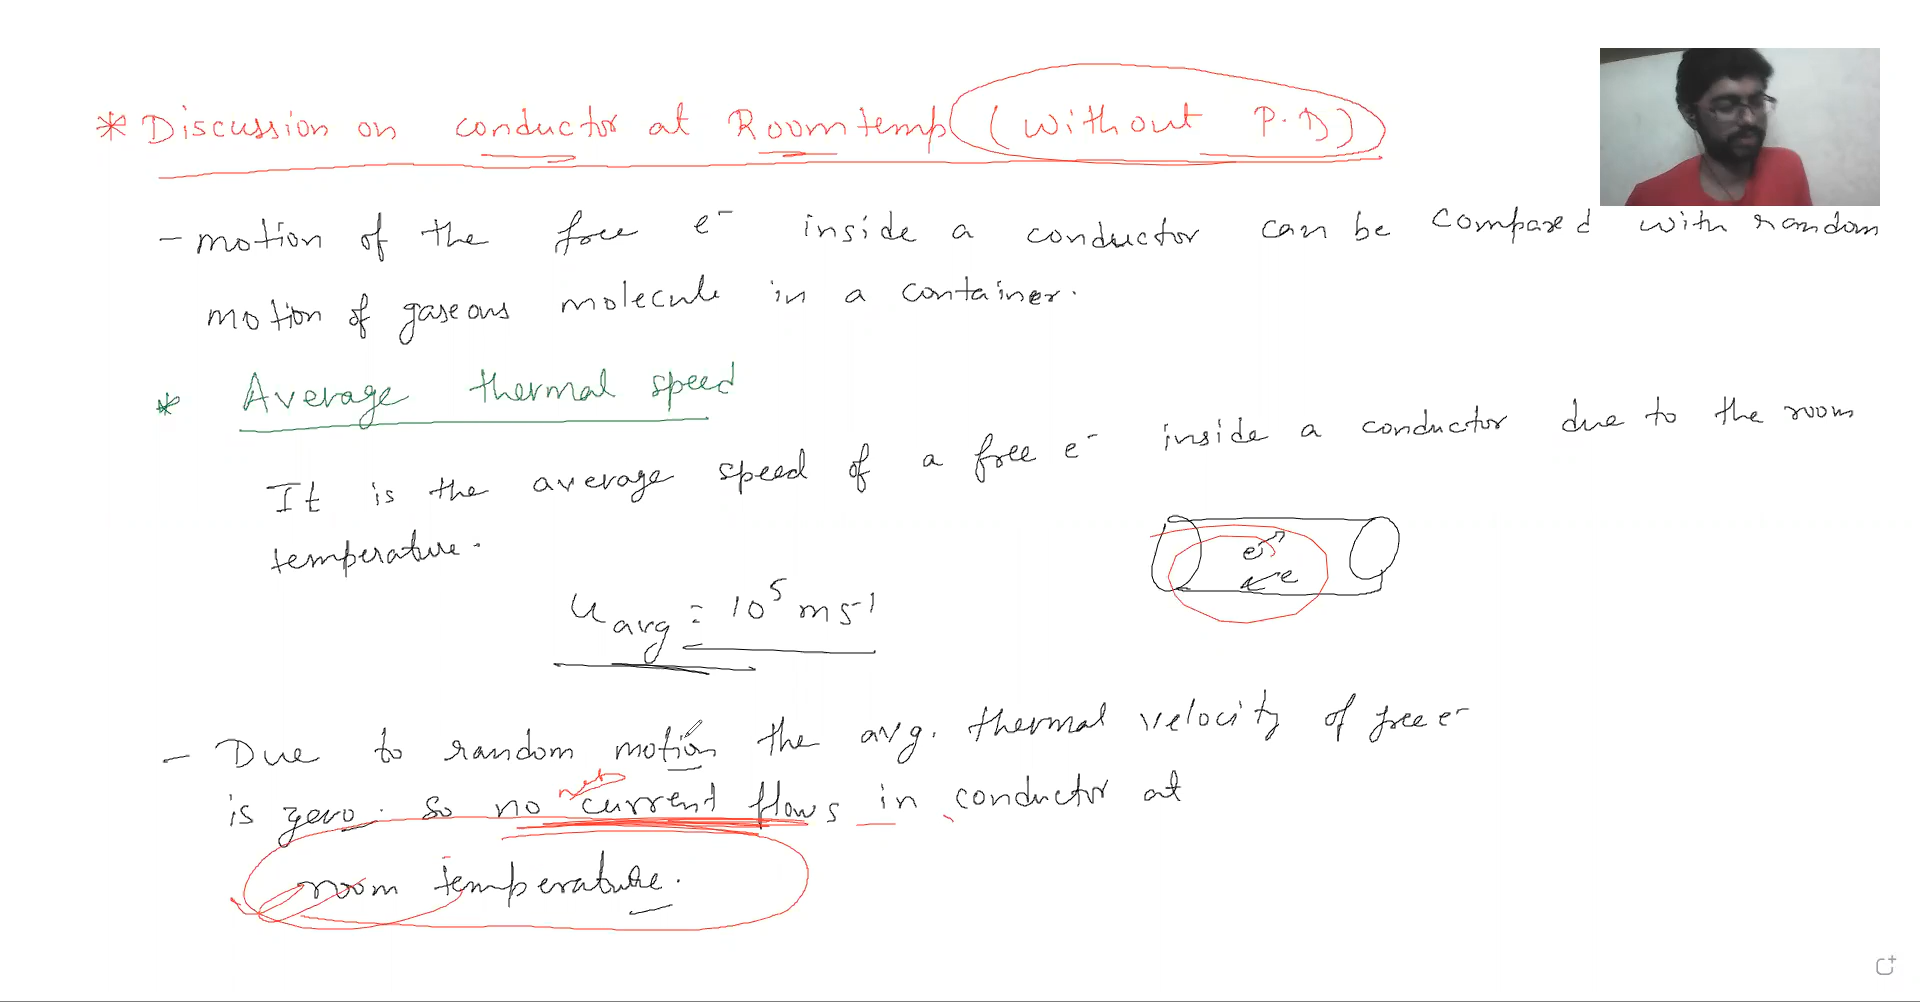 * Discussion on conductor at Room temp (without P.D)
- motion of the free e⁻ inside a conductor can be compared with random
motion of gaseous molecule in a container.
* Average thermal speed
It is the average speed of a free e⁻ inside a conductor due to the room
temperature.
e
e
u avg = 10⁵ ms⁻¹
- Due to random motion the avg. thermal velocity of free e⁻
is zero. so no net current flows in conductor at
room temperature.